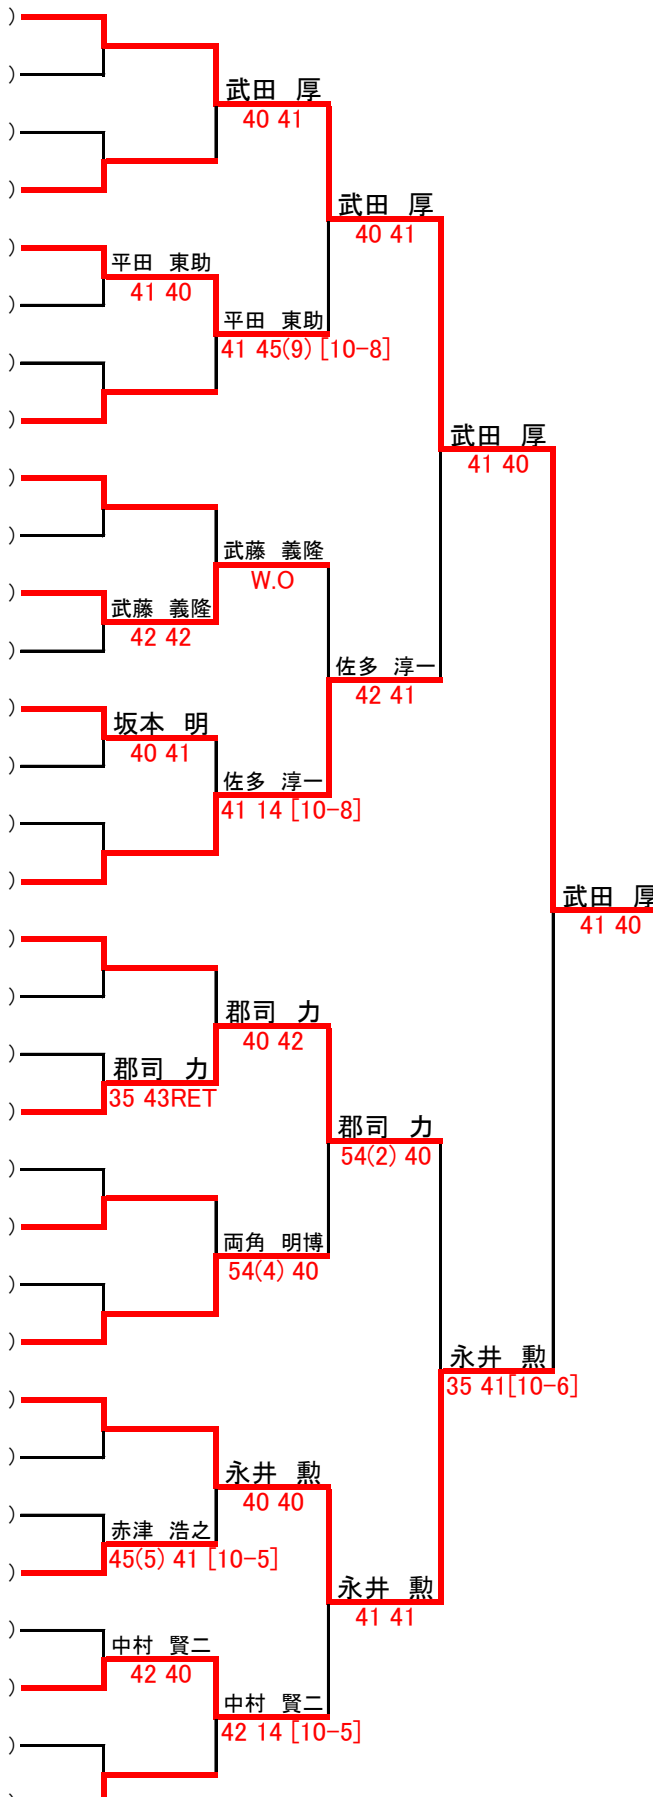 )
)
武田 厚
40 41
)
)
武田 厚
40 41
)
平田 東助
41 40
)
平田 東助
41 45(9) [10-8]
)
)
武田 厚
41 40
)
)
武藤 義隆
W.O
)
武藤 義隆
42 42
)
佐多 淳一
42 41
)
坂本 明
40 41
)
佐多 淳一
41 14 [10-8]
)
)
武田 厚
41 40
)
)
郡司 力
40 42
)
郡司 力
35 43RET
)
郡司 力
54(2) 40
)
)
両角 明博
54(4) 40
)
)
永井 勲
35 41[10-6]
)
)
永井 勲
40 40
)
赤津 浩之
45(5) 41 [10-5]
)
永井 勲
41 41
)
中村 賢二
42 40
)
中村 賢二
42 14 [10-5]
)
)